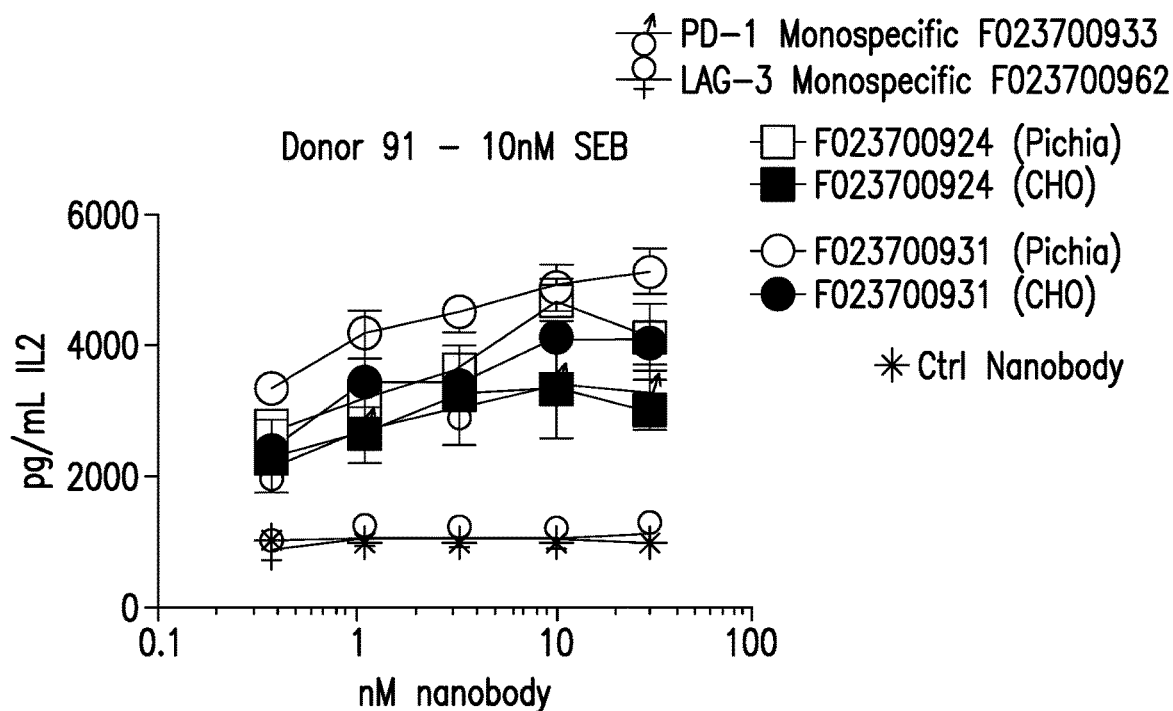 PD-1 Monospecific F023700933
LAG-3 Monospecific F023700962
Donor 91 - 10nM SEB
F023700924 (Pichia)
F023700924 (CHO)
F023700931 (Pichia)
F023700931 (CHO)
Ctrl Nanobody
pg/mL IL2
6000
4000
2000
0
0.1
1
10
100
nM nanobody